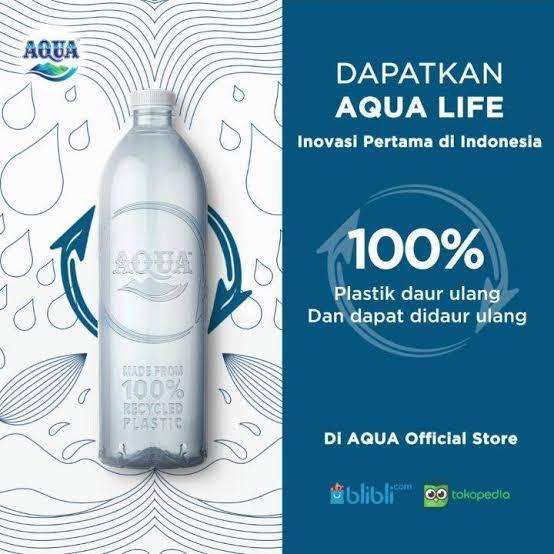 AQUA
AQUA
MADE FROM
100%
RECYCLED
PLASTIC
DAPATKAN
AQUA LIFE
Inovasi Pertama di Indonesia
100%
Plastik daur ulang
Dan dapat didaur ulang
Di AQUA Official Store
blibli.com
tokopedia